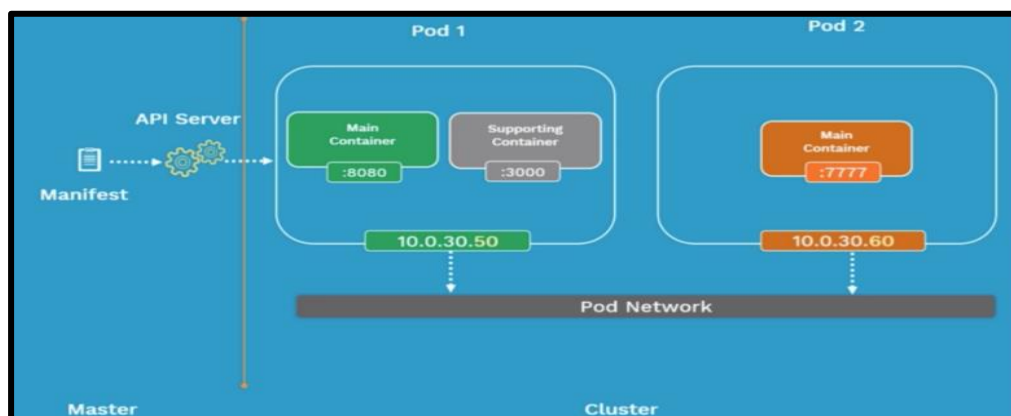 Pod 1
Pod 2
API Server
Manifest
Main
Container
:8080
Supporting
Container
:3000
Main
Container
:7777
10.0.30.50
10.0.30.60
Pod Network
Master
Cluster